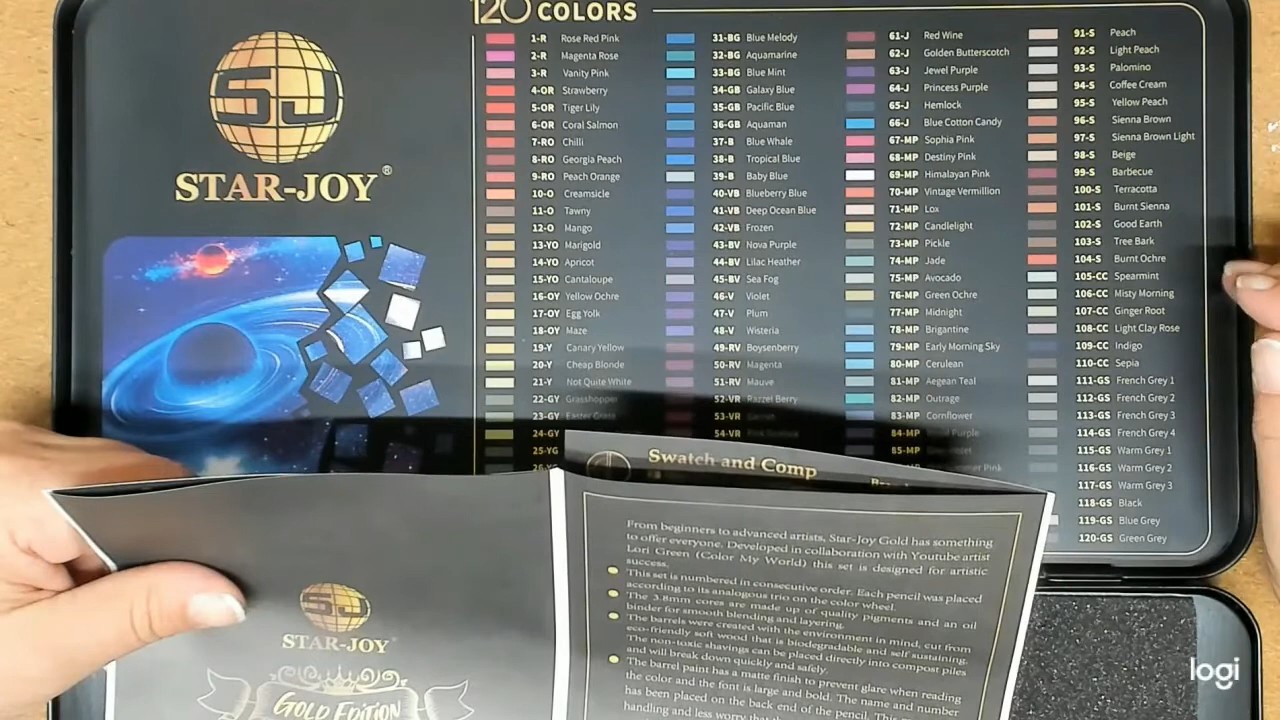 120 COLORS
SJ
STAR-JOY®
1-R Rose Red Pink
2-R Magenta Rose
3-R Vanity Pink
4-OR Strawberry
5-OR Tiger Lily
6-OR Coral Salmon
7-RO Chilli
8-RO Georgia Peach
9-RO Peach Orange
10-O Creamsicle
11-O Tawny
12-O Mango
13-YO Marigold
14-YO Apricot
15-YO Cantaloupe
16-OY Yellow Ochre
17-OY Egg Yolk
18-OY Maze
19-Y Canary Yellow
20-Y Cheap Blonde
21-Y Not Quite White
22-GY Grasshopper
23-GY Easter Grass
24-GY
25-YG
26-YG
31-BG Blue Melody
32-BG Aquamarine
33-BG Blue Mint
34-GB Galaxy Blue
35-GB Pacific Blue
36-GB Aquaman
37-B Blue Whale
38-B Tropical Blue
39-B Baby Blue
40-VB Blueberry Blue
41-VB Deep Ocean Blue
42-VB Frozen
43-BV Nova Purple
44-BV Lilac Heather
45-BV Sea Fog
46-V Violet
47-V Plum
48-V Wisteria
49-RV Boysenberry
50-RV Magenta
51-RV Mauve
52-VR Razzel Berry
53-VR
54-VR
61-J Red Wine
62-J Golden Butterscotch
63-J Jewel Purple
64-J Princess Purple
65-J Hemlock
66-J Blue Cotton Candy
67-MP Sophia Pink
68-MP Destiny Pink
69-MP Himalayan Pink
70-MP Vintage Vermillion
71-MP Lox
72-MP Candlelight
73-MP Pickle
74-MP Jade
75-MP Avocado
76-MP Green Ochre
77-MP Midnight
78-MP Brigantine
79-MP Early Morning Sky
80-MP Cerulean
81-MP Aegean Teal
82-MP Outrage
83-MP Cornflower
84-MP Purple
85-MP
Pink
91-S Peach
92-S Light Peach
93-S Palomino
94-S Coffee Cream
95-S Yellow Peach
96-S Sienna Brown
97-S Sienna Brown Light
98-S Beige
99-S Barbecue
100-S Terracotta
101-S Burnt Sienna
102-S Good Earth
103-S Tree Bark
104-S Burnt Ochre
105-CC Spearmint
106-CC Misty Morning
107-CC Ginger Root
108-CC Light Clay Rose
109-CC Indigo
110-CC Sepia
111-GS French Grey 1
112-GS French Grey 2
113-GS French Grey 3
114-GS French Grey 4
115-GS Warm Grey 1
116-GS Warm Grey 2
117-GS Warm Grey 3
118-GS Black
119-GS Blue Grey
120-GS Green Grey
Swatch and Comp
SJ
STAR-JOY®
GOLD EDITION
From beginners to advanced artists, Star-Joy Gold has something
to offer everyone. Developed in collaboration with Youtube artist
Lori Green (Color My World) this set is designed for artistic
success.
This set is numbered in consecutive order. Each pencil was placed
according to its analogous trio on the color wheel.
The 3.8mm cores are made up of quality pigments and an oil
binder for smooth blending and layering.
The barrels were created with the environment in mind, cut from
eco-friendly soft wood that is biodegradable and self sustaining.
The non-toxic shavings can be placed directly into compost piles
and will break down quickly and safely.
The barrel paint has a matte finish to prevent glare when reading
the color and the font is large and bold. The name and number
has been placed on the back end of the pencil. This
handling and less worry that
logi